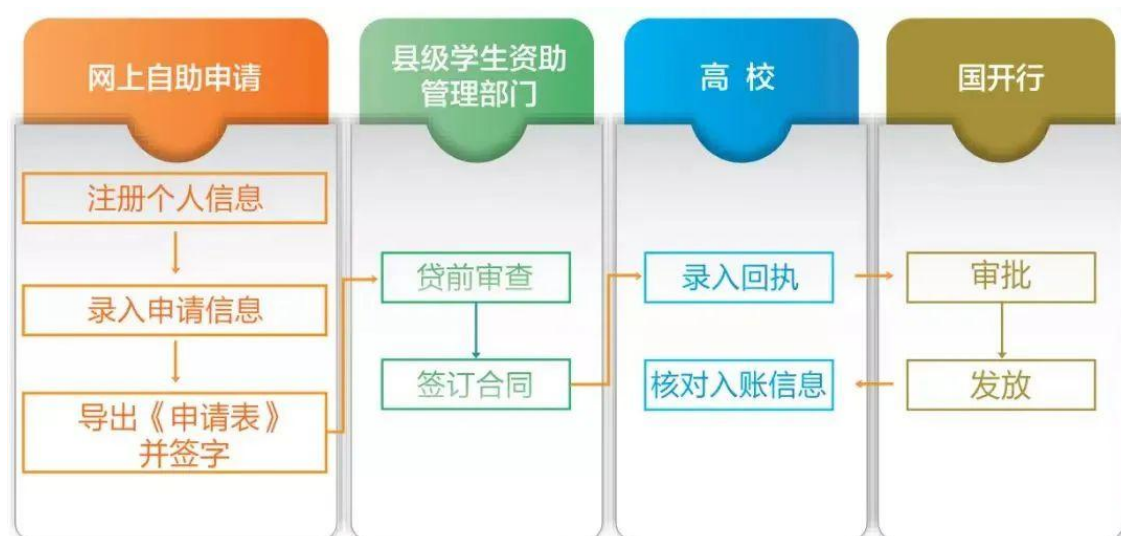 网上自助申请
县级学生资助
管理部门
高 校
国开行
注册个人信息
录入申请信息
导出《申请表》
并签字
贷前审查
签订合同
录入回执
核对入账信息
审批
发放